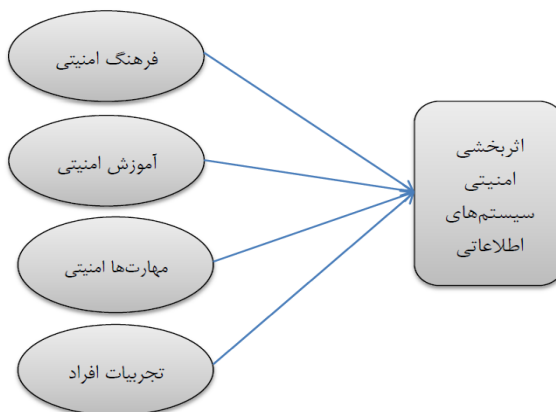 فرهنگ امنیتی
آموزش امنیتی
مهارت‌ها امنیتی
تجربیات افراد
اثربخشی
امنیتی
سیستم‌های
اطلاعاتی